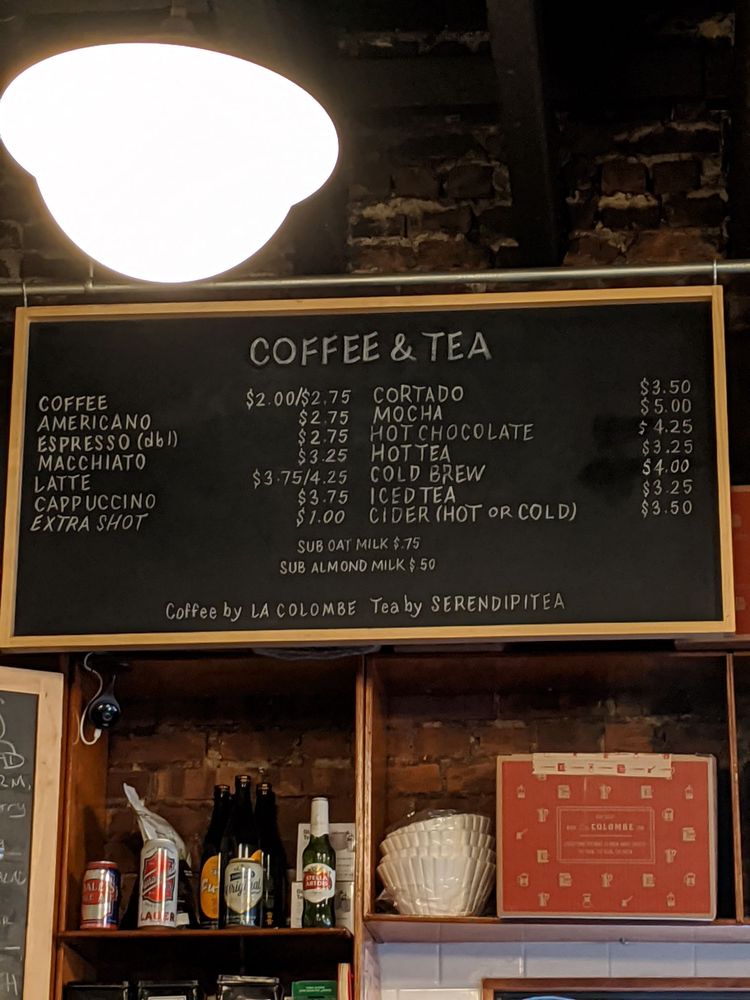 COFFEE & TEA
COFFEE $2.00/$2.75
AMERICANO $2.75
ESPRESSO (dbl) $2.75
MACCHIATO $3.25
LATTE $3.75/4.25
CAPPUCCINO $3.75
EXTRA SHOT $1.00
CORTADO $3.50
MOCHA $5.00
HOT CHOCOLATE $4.25
HOT TEA $3.25
COLD BREW $4.00
ICED TEA $3.25
CIDER (HOT OR COLD) $3.50
SUB OAT MILK $.75
SUB ALMOND MILK $.50
Coffee by LA COLOMBE Tea by SERENDIPITEA
LAGER
original
STELLA
ARTOIS
COLOMBE